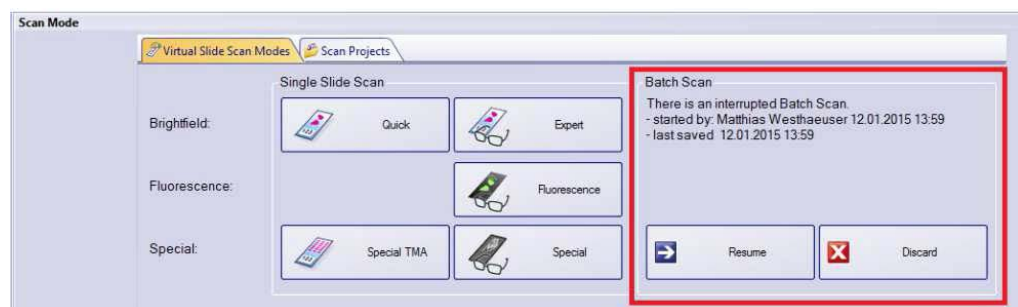 Scan Mode
Virtual Slide Scan Modes
Scan Projects
Single Slide Scan
Brightfield:
Quick
Expert
Fluorescence:
Fluorescence
Special:
Special TMA
Special
Batch Scan
There is an interrupted Batch Scan.
- started by: Matthias Westhaeuser 12.01.2015 13:59
- last saved 12.01.2015 13:59
Resume
Discard